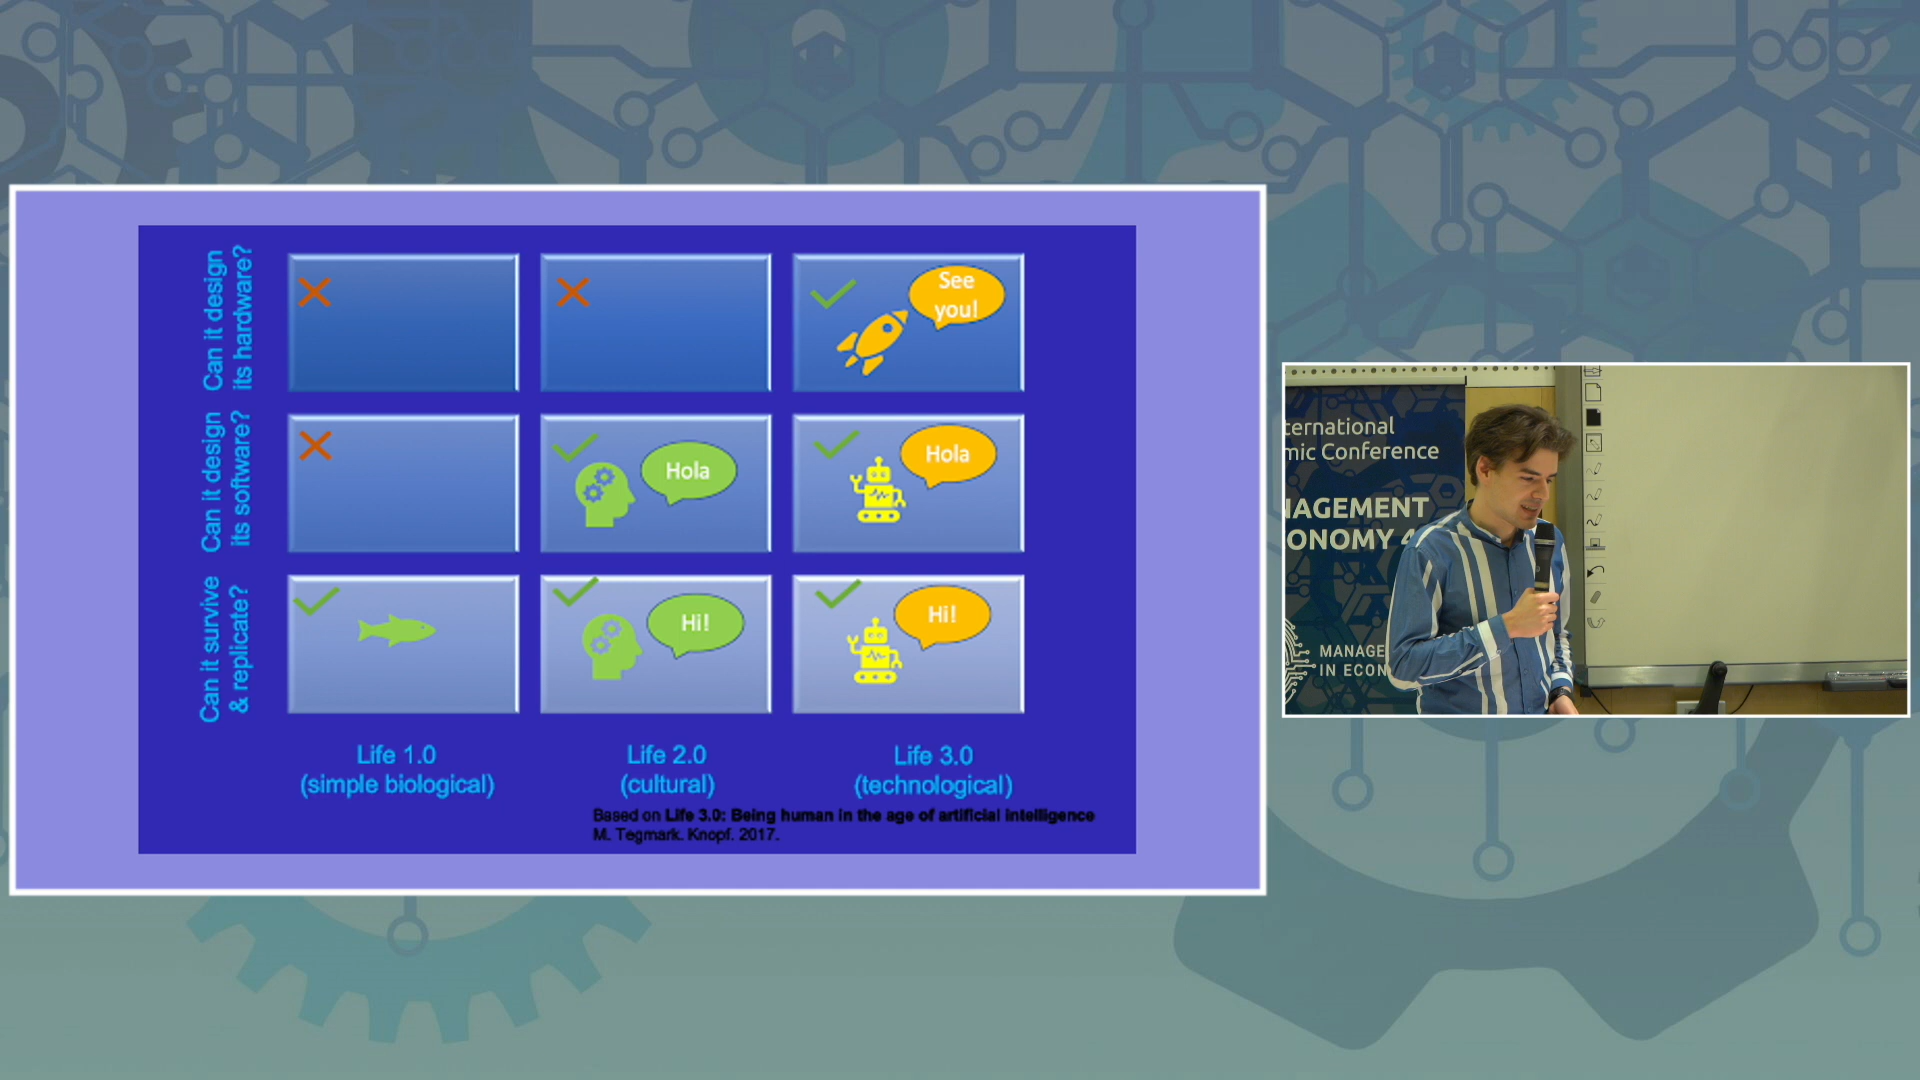 Can it design
its hardware?
See
you!
Can it design
its software?
Hola
Hola
Can it survive
& replicate?
Hi!
Hi!
Life 1.0
(simple biological)
Life 2.0
(cultural)
Life 3.0
(technological)
Based on Life 3.0: Being human in the age of artificial intelligence
M. Tegmark. Knopf. 2017.
ternational
mic Conference
AGEMENT
ONOMY 4
MANAGE
IN ECON